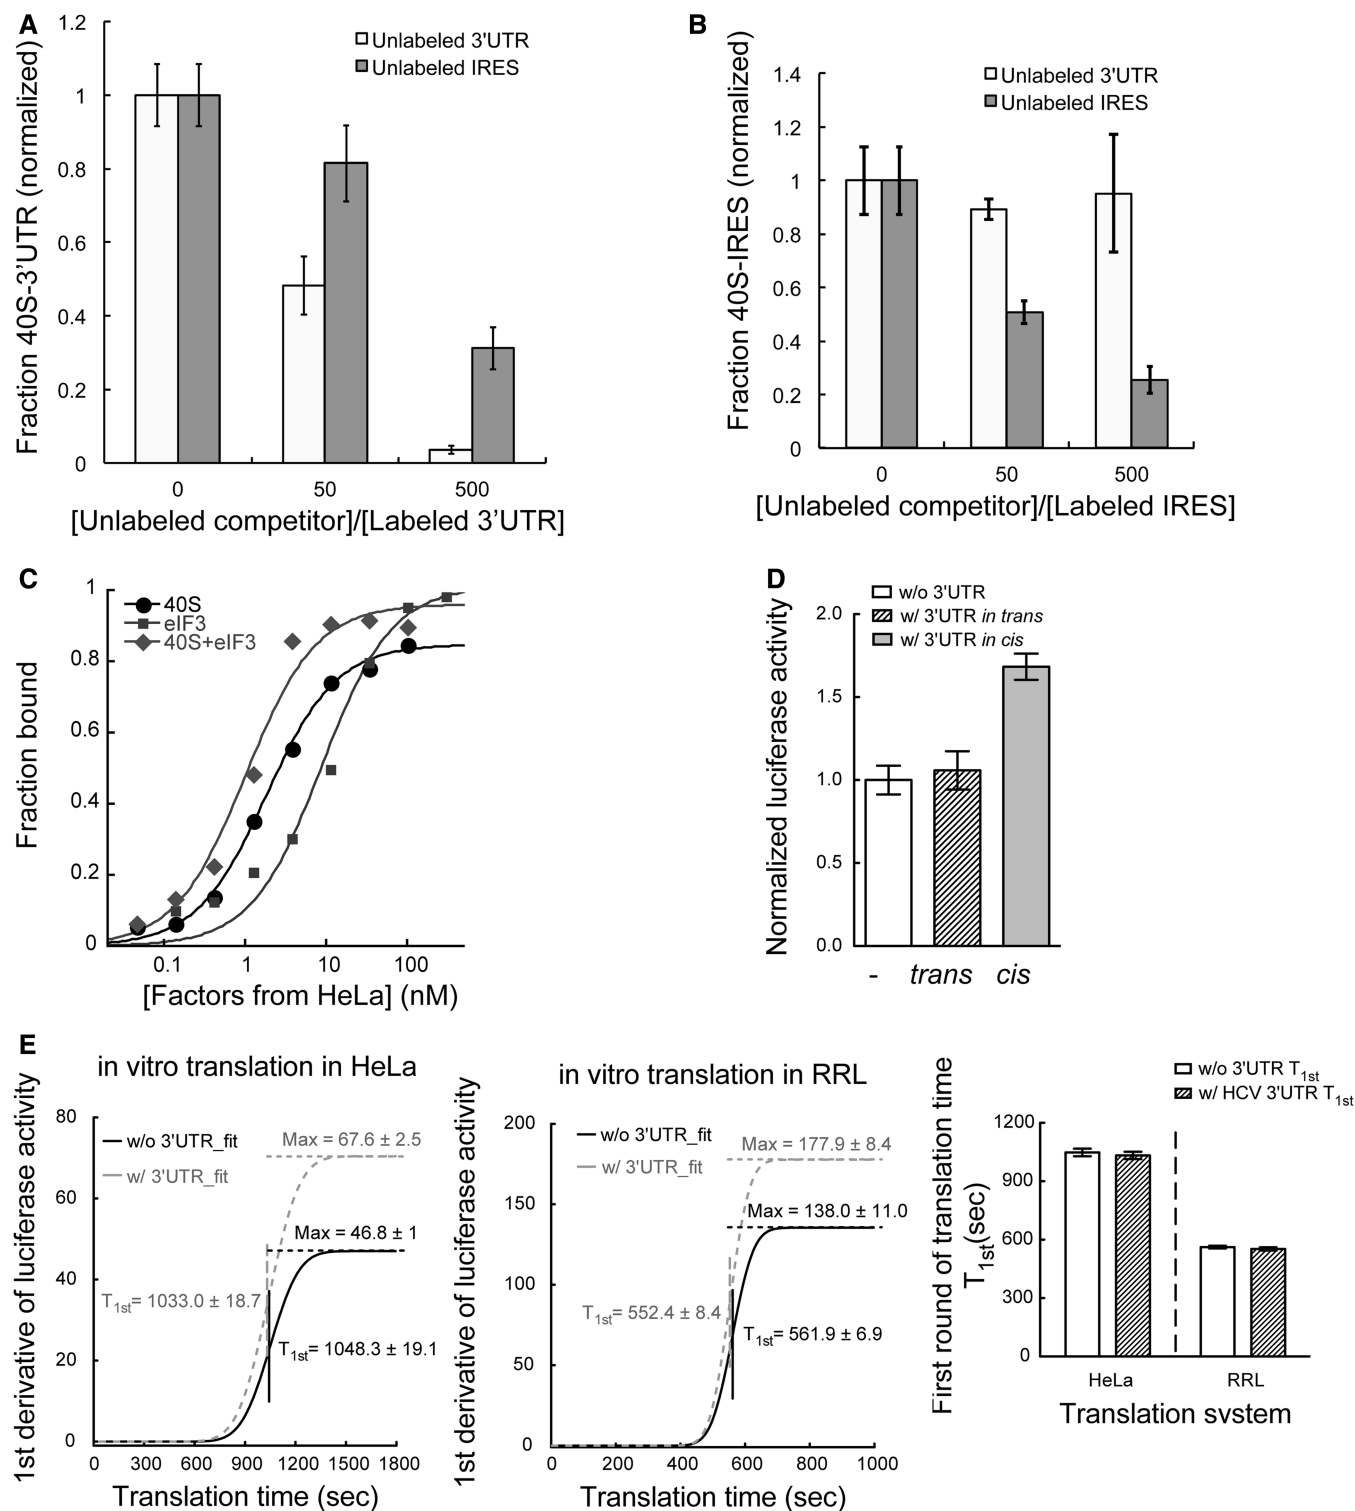 A
Fraction 40S-3'UTR (normalized)
1.2
1
0.8
0.6
0.4
0.2
0
Unlabeled 3'UTR
Unlabeled IRES
0 50 500
[Unlabeled competitor]/[Labeled 3'UTR]
B
Fraction 40S-IRES (normalized)
1.4
1.2
1
0.8
0.6
0.4
0.2
0
Unlabeled 3'UTR
Unlabeled IRES
0 50 500
[Unlabeled competitor]/[Labeled IRES]
C
Fraction bound
1
0.8
0.6
0.4
0.2
0
40S
eIF3
40S+eIF3
0.1 1 10 100
[Factors from HeLa] (nM)
D
Normalized luciferase activity
2.0
1.5
1.0
0.5
0.0
w/o 3'UTR
w/ 3'UTR in trans
w/ 3'UTR in cis
- trans cis
E
in vitro translation in HeLa
1st derivative of luciferase activity
80
60
40
20
0
w/o 3'UTR_fit
w/ 3'UTR_fit
Max = 67.6 ± 2.5
Max = 46.8 ± 1
T1st= 1033.0 ± 18.7
T1st= 1048.3 ± 19.1
0 300 600 900 1200 1500 1800
Translation time (sec)
in vitro translation in RRL
1st derivative of luciferase activity
200
150
100
50
0
w/o 3'UTR_fit
w/ 3'UTR_fit
Max = 177.9 ± 8.4
Max = 138.0 ± 11.0
T1st= 552.4 ± 8.4
T1st= 561.9 ± 6.9
0 200 400 600 800 1000
Translation time (sec)
First round of translation time
T1st(sec)
w/o 3'UTR T1st
w/ HCV 3'UTR T1st
1200
900
600
300
0
HeLa RRL
Translation system